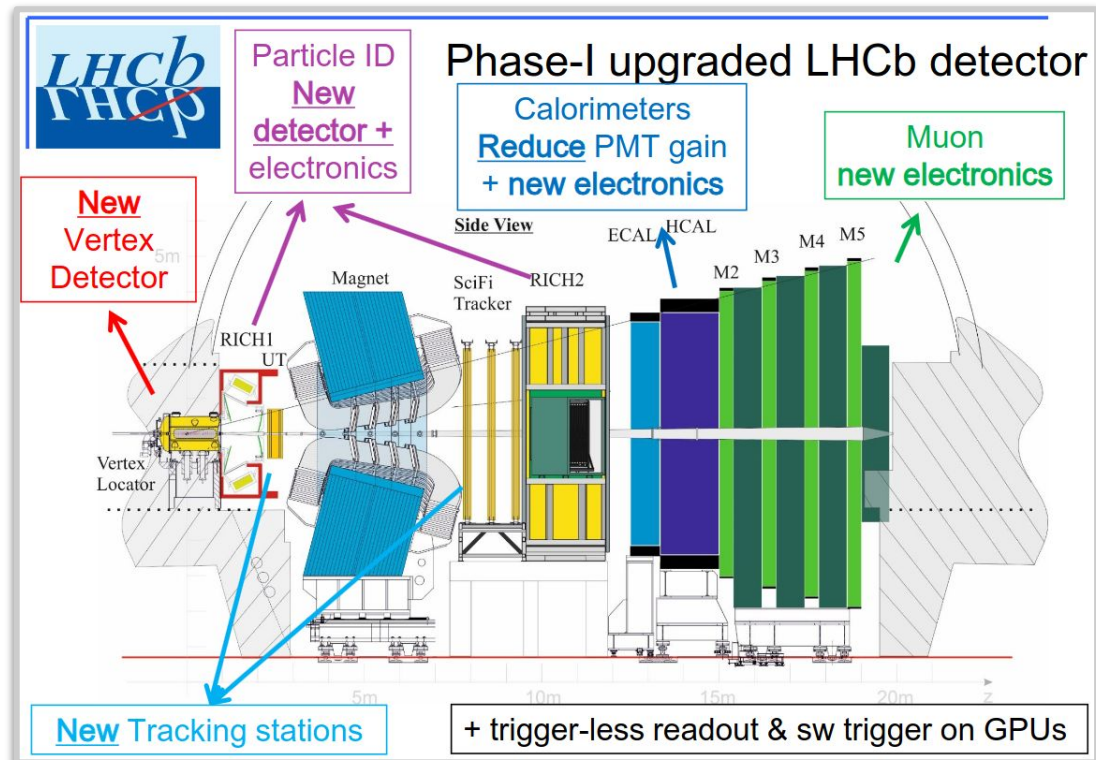 LHCb
LHCb
Phase-I upgraded LHCb detector
Particle ID
New
detector +
electronics
Calorimeters
Reduce PMT gain
+ new electronics
Muon
new electronics
New
Vertex
Detector
Side View
5m
ECAL
HCAL
M2
M3
M4
M5
Magnet
SciFi
Tracker
RICH2
RICH1
UT
Vertex
Locator
5m
10m
15m
20m
z
New Tracking stations
+ trigger-less readout & sw trigger on GPUs